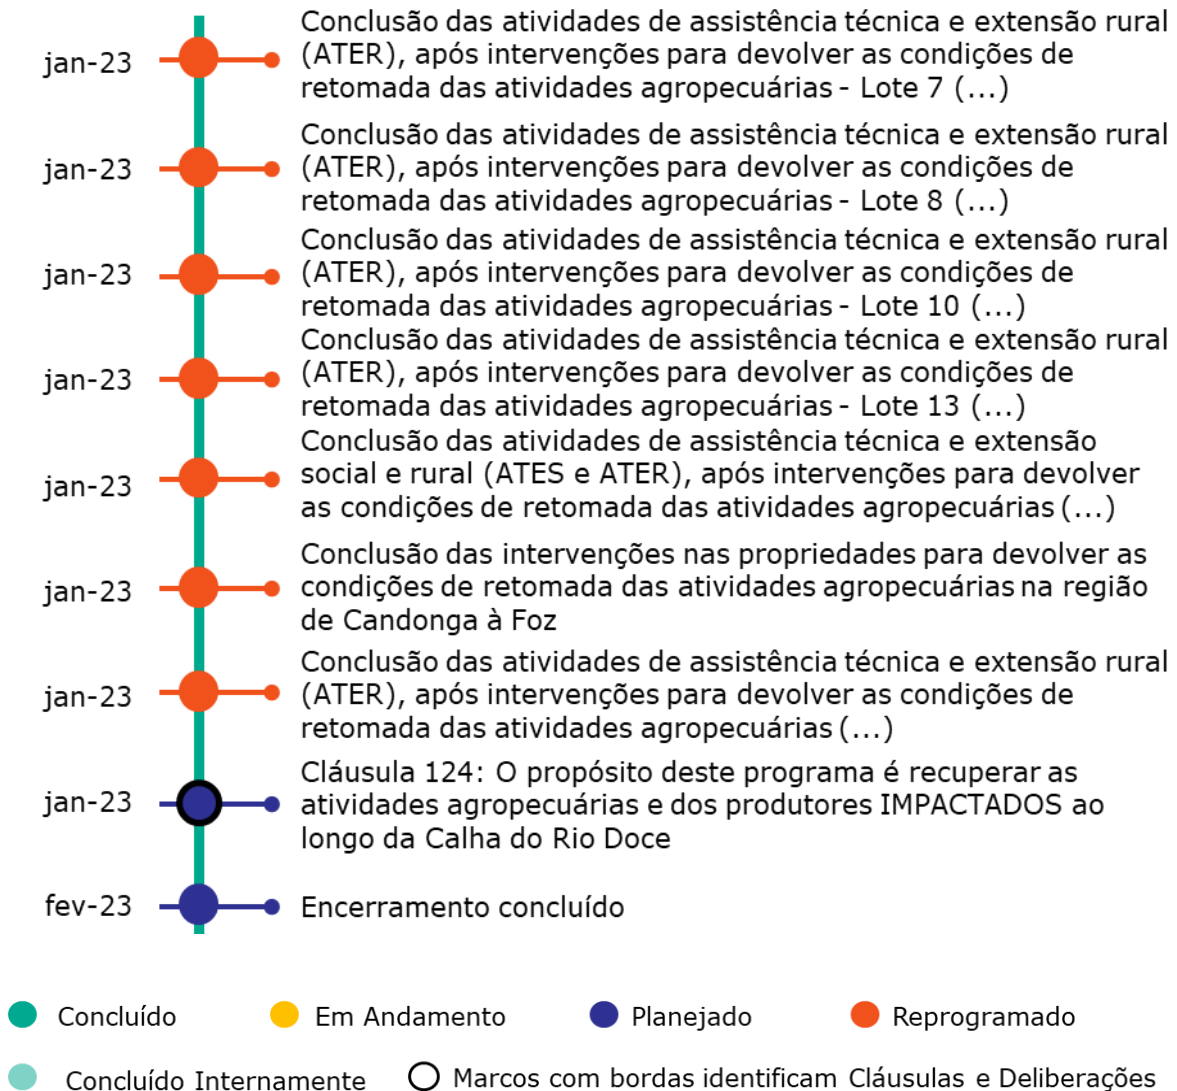 Conclusão das atividades de assistência técnica e extensão rural
jan-23 (ATER), após intervenções para devolver as condições de
retomada das atividades agropecuárias - Lote 7 (...)
Conclusão das atividades de assistência técnica e extensão rural
jan-23 (ATER), após intervenções para devolver as condições de
retomada das atividades agropecuárias - Lote 8 (...)
Conclusão das atividades de assistência técnica e extensão rural
jan-23 (ATER), após intervenções para devolver as condições de
retomada das atividades agropecuárias - Lote 10 (...)
Conclusão das atividades de assistência técnica e extensão rural
jan-23 (ATER), após intervenções para devolver as condições de
retomada das atividades agropecuárias - Lote 13 (...)
Conclusão das atividades de assistência técnica e extensão
jan-23 social e rural (ATES e ATER), após intervenções para devolver
as condições de retomada das atividades agropecuárias (...)
Conclusão das intervenções nas propriedades para devolver as
jan-23 condições de retomada das atividades agropecuárias na região
de Candonga à Foz
Conclusão das atividades de assistência técnica e extensão rural
jan-23 (ATER), após intervenções para devolver as condições de
retomada das atividades agropecuárias (...)
Cláusula 124: O propósito deste programa é recuperar as
jan-23 atividades agropecuárias e dos produtores IMPACTADOS ao
longo da Calha do Rio Doce
fev-23 Encerramento concluído
Concluído Em Andamento Planejado Reprogramado
Concluído Internamente Marcos com bordas identificam Cláusulas e Deliberações